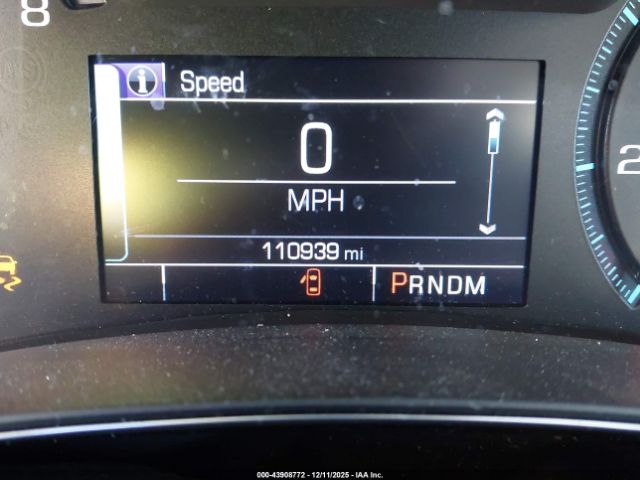 8
i Speed
0
MPH
2
110939 mi
PRNDM
000-43908772 - 12/11/2025 - IAA Inc.